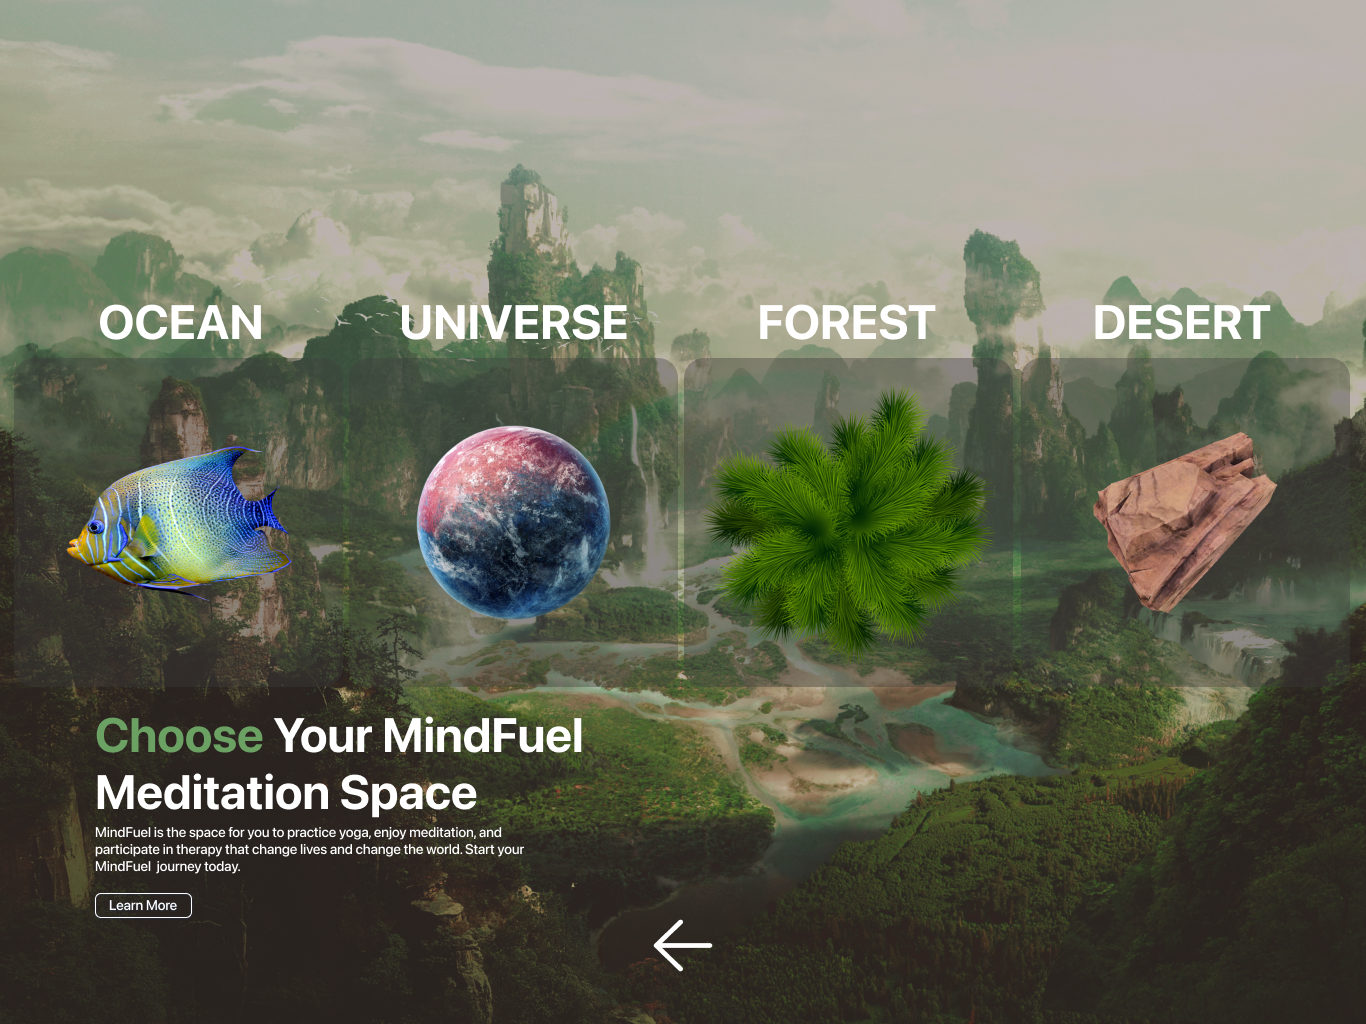 OCEAN
UNIVERSE
FOREST
DESERT
Choose Your MindFuel
Meditation Space
MindFuel is the space for you to practice yoga, enjoy meditation, and
participate in therapy that change lives and change the world. Start your
MindFuel  journey today.
Learn More